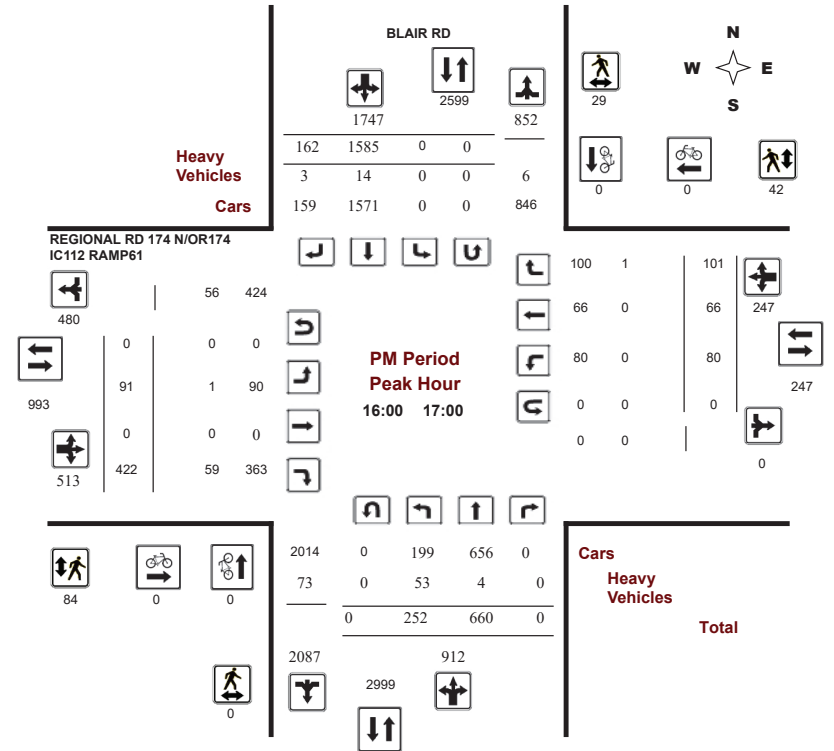 BLAIR RD
N
W E
S
1747 2599 852
29
162 1585 0 0
Heavy
Vehicles
3 14 0 0 6
Cars
159 1571 0 0 846
0 0 42
REGIONAL RD 174 N/OR174
IC112 RAMP61
56 424
480
100 1 101
66 0 66 247
0 0 0
993
91 1 90
PM Period
Peak Hour
16:00 17:00
80 0 80
247
0 0 0
0 0 0
0 0
0
513
422 59 363
2014 0 199 656 0
Cars
73 0 53 4 0
Heavy
Vehicles
84 0 0
0 252 660 0
Total
2087 912
2999
0